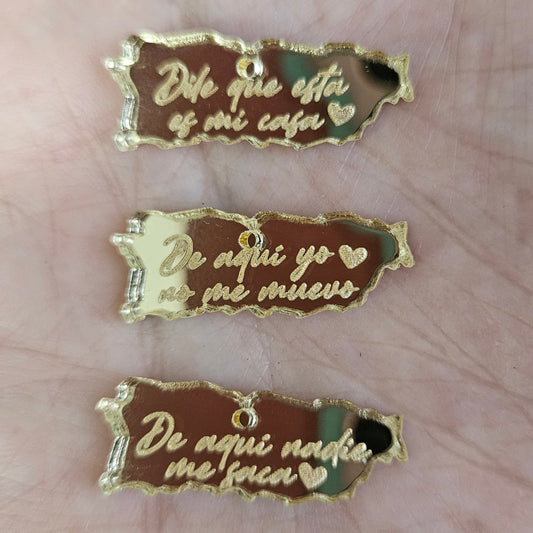 Dile que esta
es mi casa
De aquí yo
no me muevo
De aquí nadie
me saca